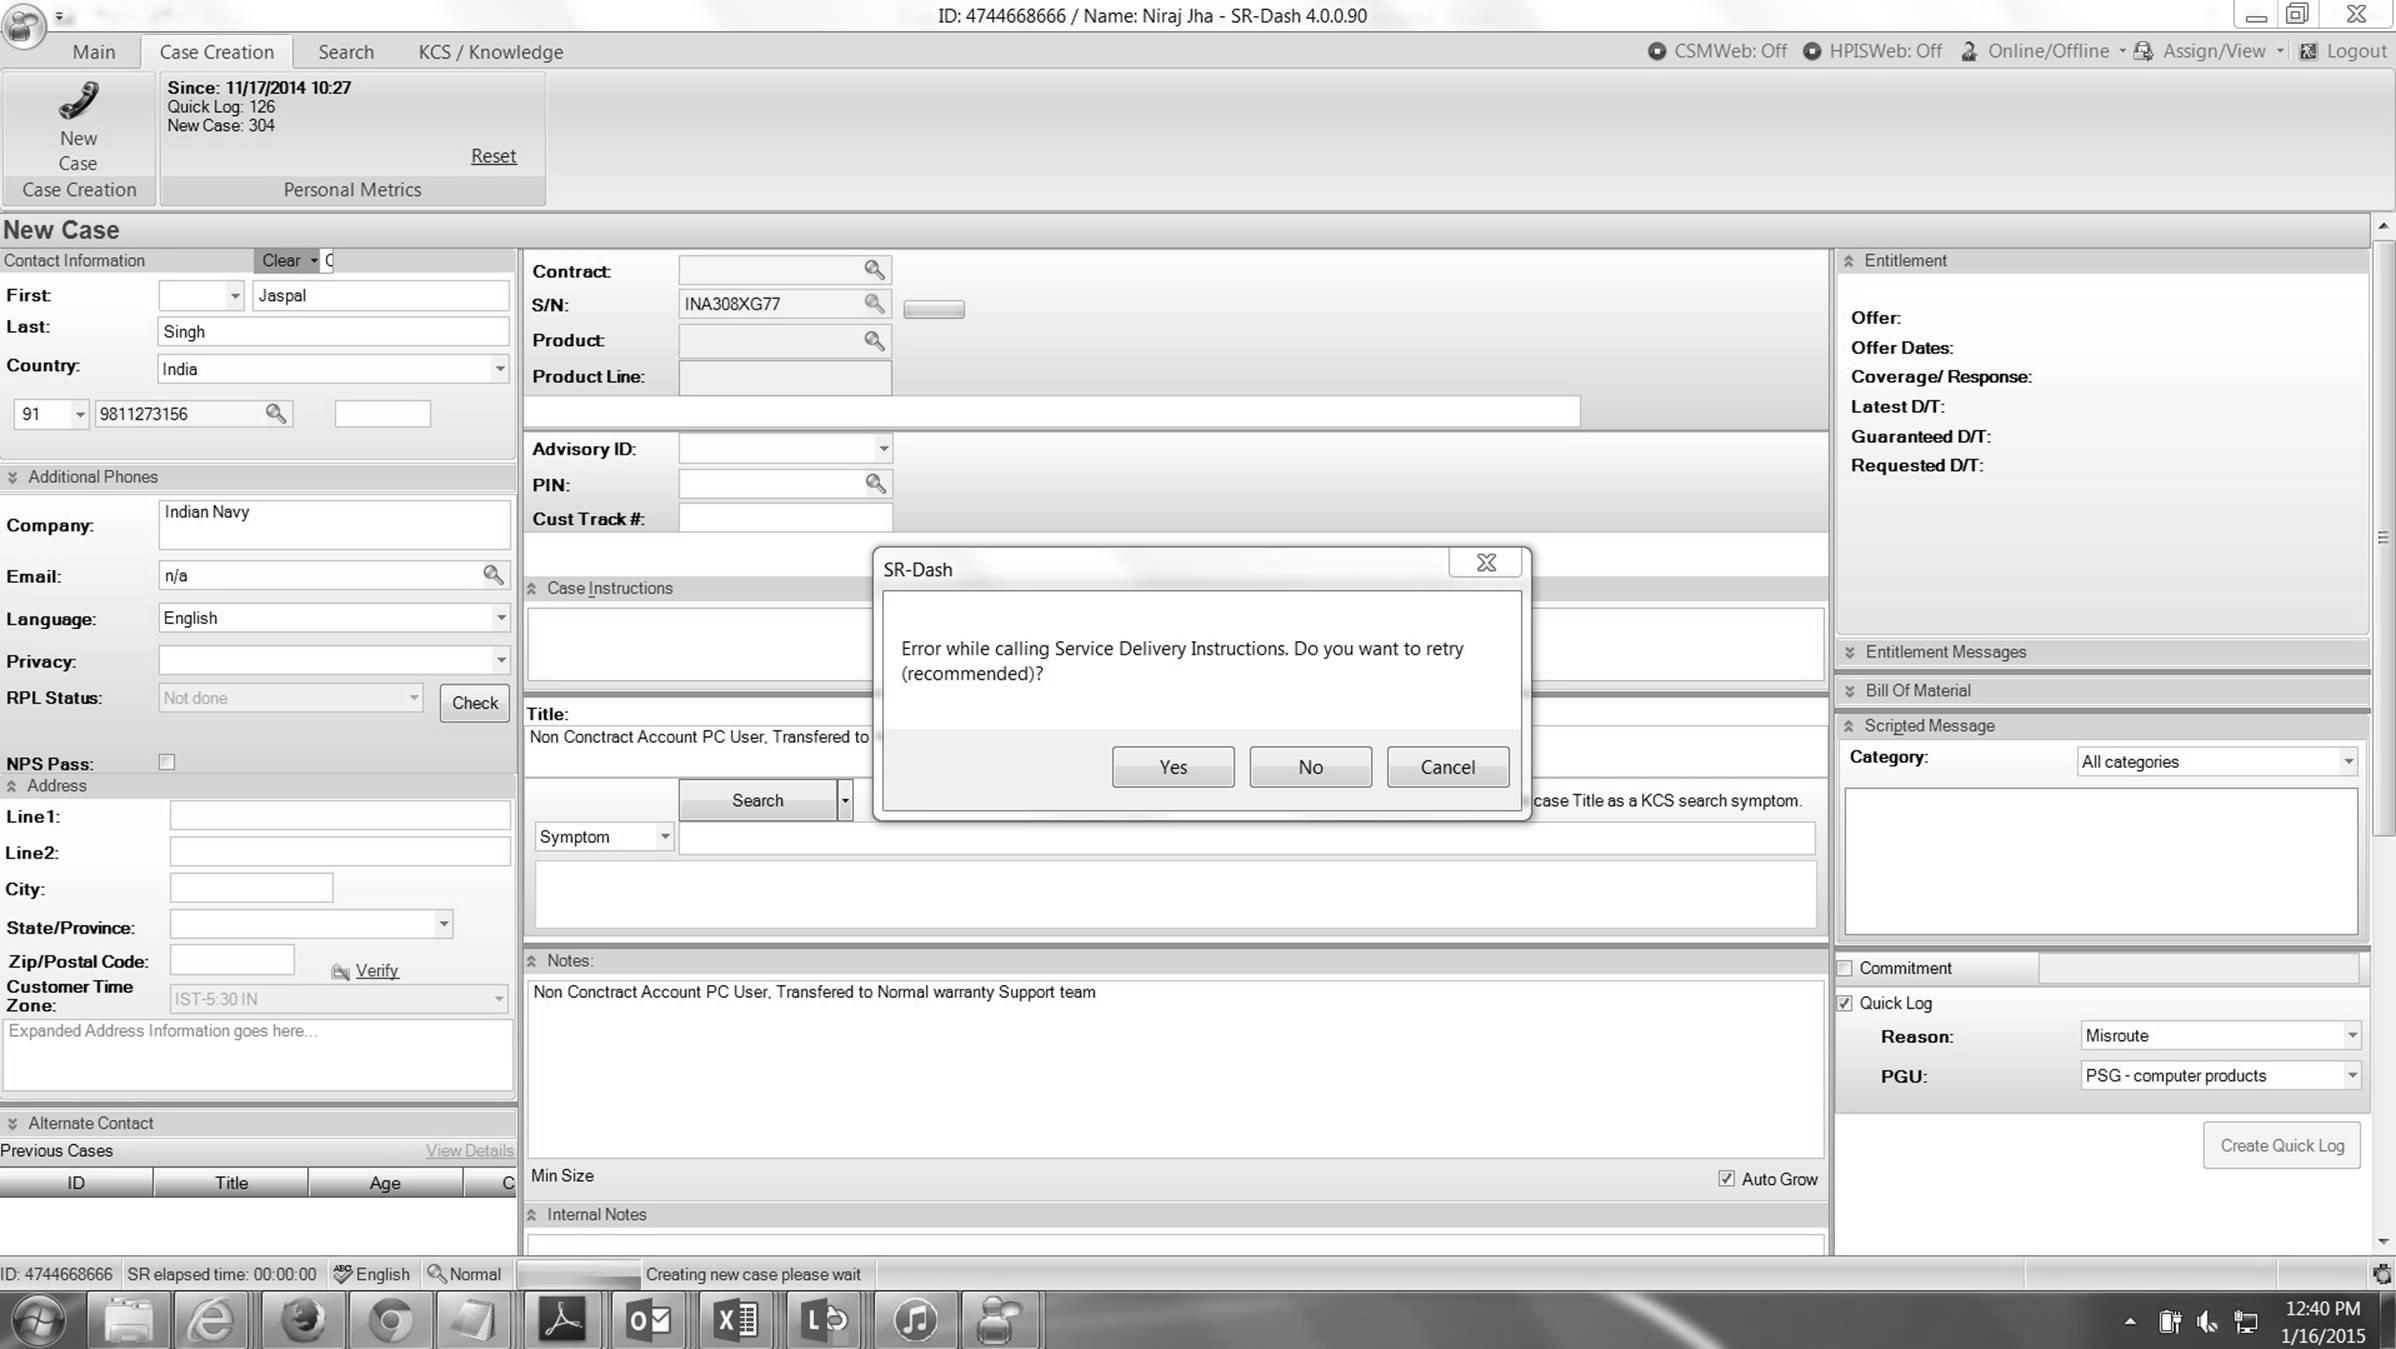 ID: 4744668666 / Name: Niraj Jha - SR-Dash 4.0.0.90
Main
Case Creation
Search
KCS / Knowledge
CSMWeb: Off
HPISWeb: Off
Online/Offline
Assign/View
Logout
New
Case
Case Creation
Since: 11/17/2014 10:27
Quick Log: 126
New Case: 304
Reset
Personal Metrics
New Case
Contact Information
Clear
First:
Jaspal
Last:
Singh
Country:
India
91
9811273156
Additional Phones
Company:
Indian Navy
Email:
n/a
Language:
English
Privacy:
RPL Status:
Not done
Check
NPS Pass:
Address
Line1:
Line2:
City:
State/Province:
Zip/Postal Code:
Verify
Customer Time
Zone:
IST-5:30 IN
Expanded Address Information goes here...
Alternate Contact
Previous Cases
View Details
ID
Title
Age
C
Contract:
S/N:
INA308XG77
Product:
Product Line:
Advisory ID:
PIN:
Cust Track #:
Case Instructions
Title:
Non Conctract Account PC User, Transfered to
Search
case Title as a KCS search symptom.
Symptom
Notes:
Non Conctract Account PC User, Transfered to Normal warranty Support team
Min Size
Auto Grow
Internal Notes
SR-Dash
Error while calling Service Delivery Instructions. Do you want to retry
(recommended)?
Yes
No
Cancel
Entitlement
Offer:
Offer Dates:
Coverage/ Response:
Latest D/T:
Guaranteed D/T:
Requested D/T:
Entitlement Messages
Bill Of Material
Scripted Message
Category:
All categories
Commitment
Quick Log
Reason:
Misroute
PGU:
PSG - computer products
Create Quick Log
ID: 4744668666
SR elapsed time: 00:00:00
English
Normal
Creating new case please wait
12:40 PM
1/16/2015